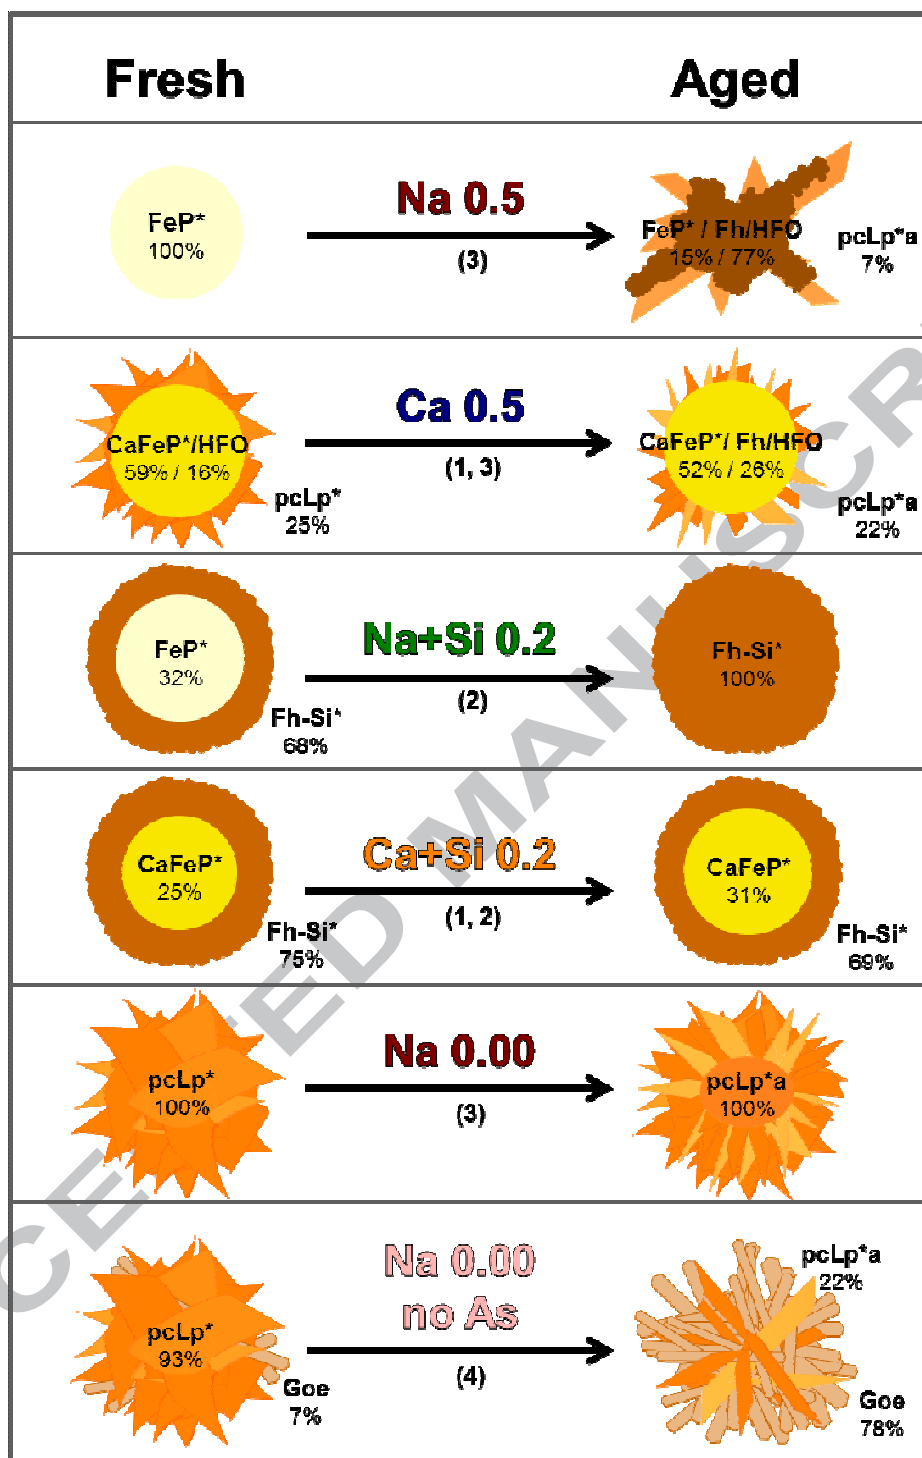 Fresh Aged
FeP*
100%
Na 0.5
(3)
FeP* / Fh/HFO
15% / 77%
pcLp*a
7%
CaFeP*/HFO
59% / 16%
pcLp*
25%
Ca 0.5
(1, 3)
CaFeP*/ Fh/HFO
52% / 26%
pcLp*a
22%
FeP*
32%
Fh-Si*
68%
Na+Si 0.2
(2)
Fh-Si*
100%
CaFeP*
25%
Fh-Si*
75%
Ca+Si 0.2
(1, 2)
CaFeP*
31%
Fh-Si*
69%
pcLp*
100%
Na 0.00
(3)
pcLp*a
100%
pcLp*
93%
Goe
7%
Na 0.00
no As
(4)
pcLp*a
22%
Goe
78%
CE TED MANUSCR